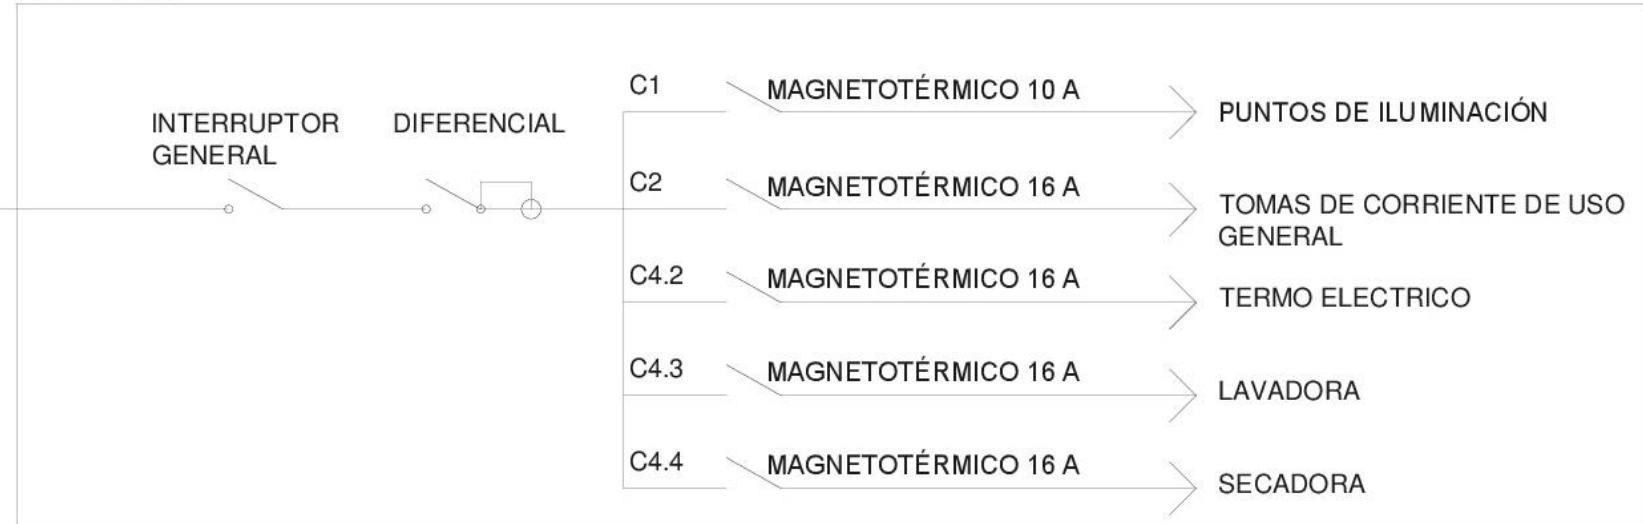 INTERRUPTOR
GENERAL
DIFERENCIAL
C1
MAGNETOTÉRMICO 10 A
PUNTOS DE ILUMINACIÓN
C2
MAGNETOTÉRMICO 16 A
TOMAS DE CORRIENTE DE USO
GENERAL
C4.2
MAGNETOTÉRMICO 16 A
TERMO ELECTRICO
C4.3
MAGNETOTÉRMICO 16 A
LAVADORA
C4.4
MAGNETOTÉRMICO 16 A
SECADORA